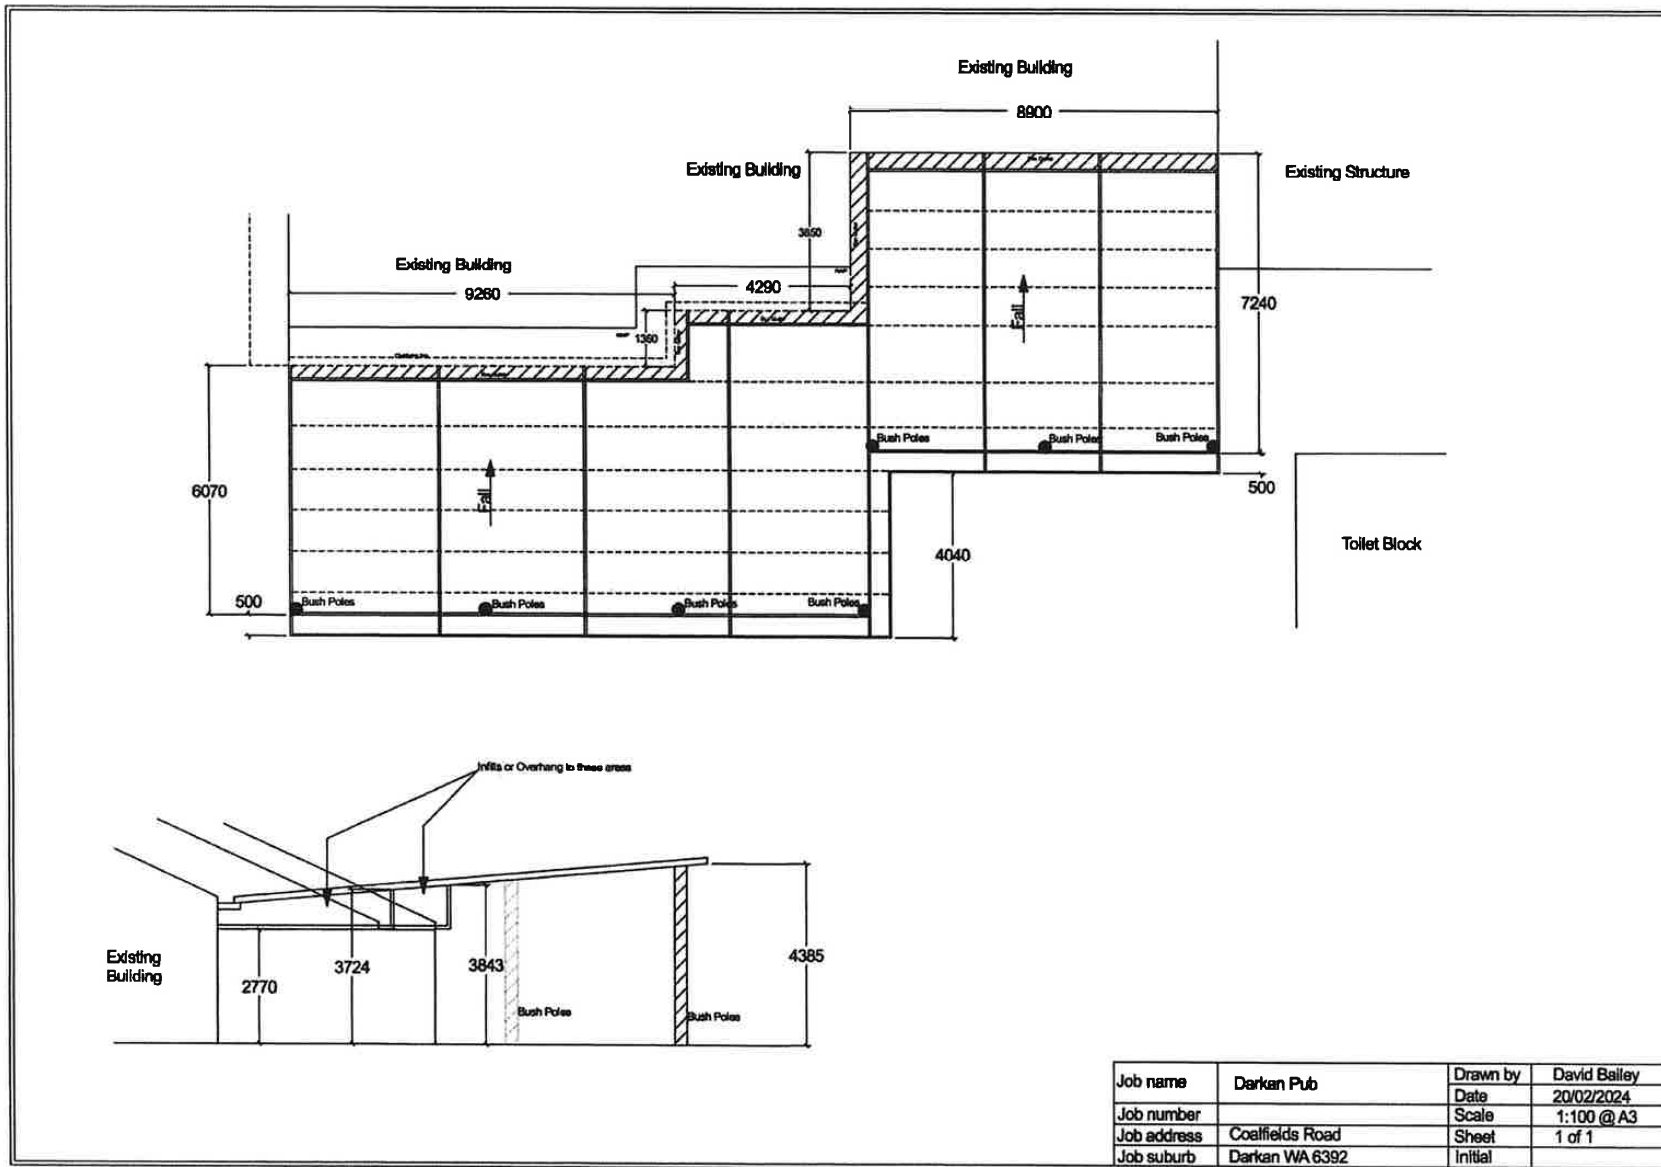 Existing Building
8900
Existing Building
Existing Structure
3850
Existing Building
9260
4290
7240
Fall
1360
Bush Poles
Bush Poles
Bush Poles
6070
Fall
500
Toilet Block
4040
500
Bush Poles
Bush Poles
Bush Poles
Bush Poles
Infills or Overhang to these areas
Existing
Building
2770
3724
3843
4385
Bush Poles
Bush Poles
Job name Darkan Pub Drawn by David Bailey
Date 20/02/2024
Job number Scale 1:100 @ A3
Job address Coalfields Road Sheet 1 of 1
Job suburb Darkan WA 6392 Initial